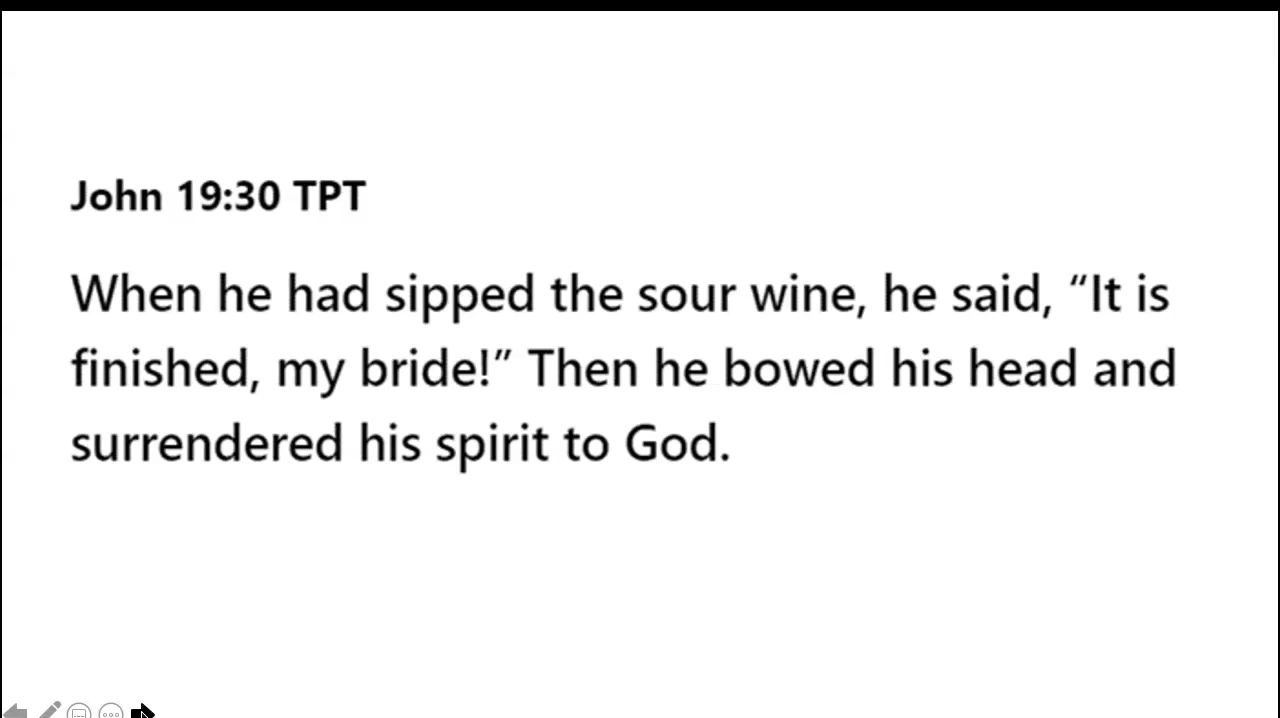 John 19:30 TPT
When he had sipped the sour wine, he said, “It is
finished, my bride!” Then he bowed his head and
surrendered his spirit to God.